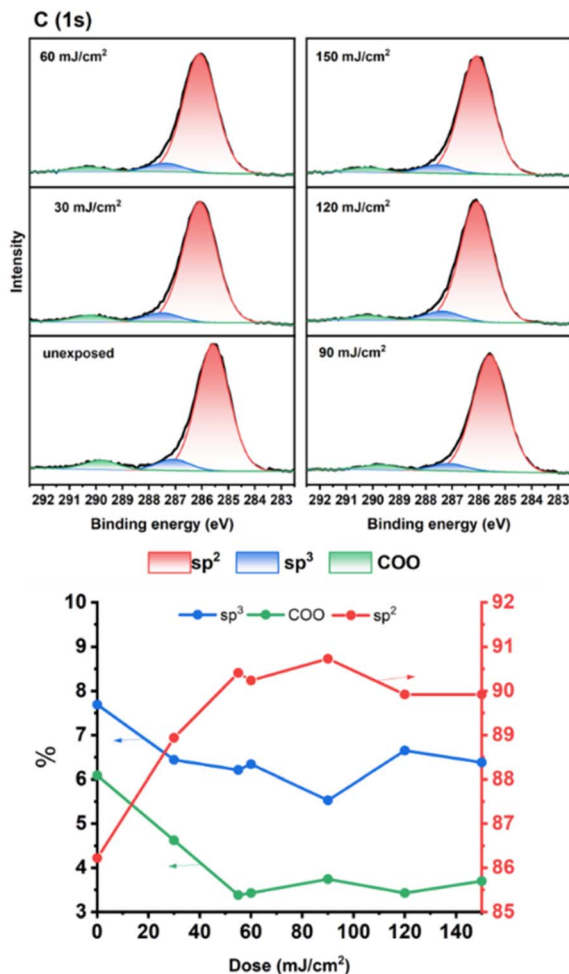 C (1s)
60 mJ/cm²
150 mJ/cm²
30 mJ/cm²
120 mJ/cm²
unexposed
90 mJ/cm²
Intensity
292 291 290 289 288 287 286 285 284 283
292 291 290 289 288 287 286 285 284 283
Binding energy (eV)
Binding energy (eV)
sp² sp³ COO
sp³ COO sp²
10
9
8
7
6
5
4
3
%
92
91
90
89
88
87
86
85
0 20 40 60 80 100 120 140
Dose (mJ/cm²)